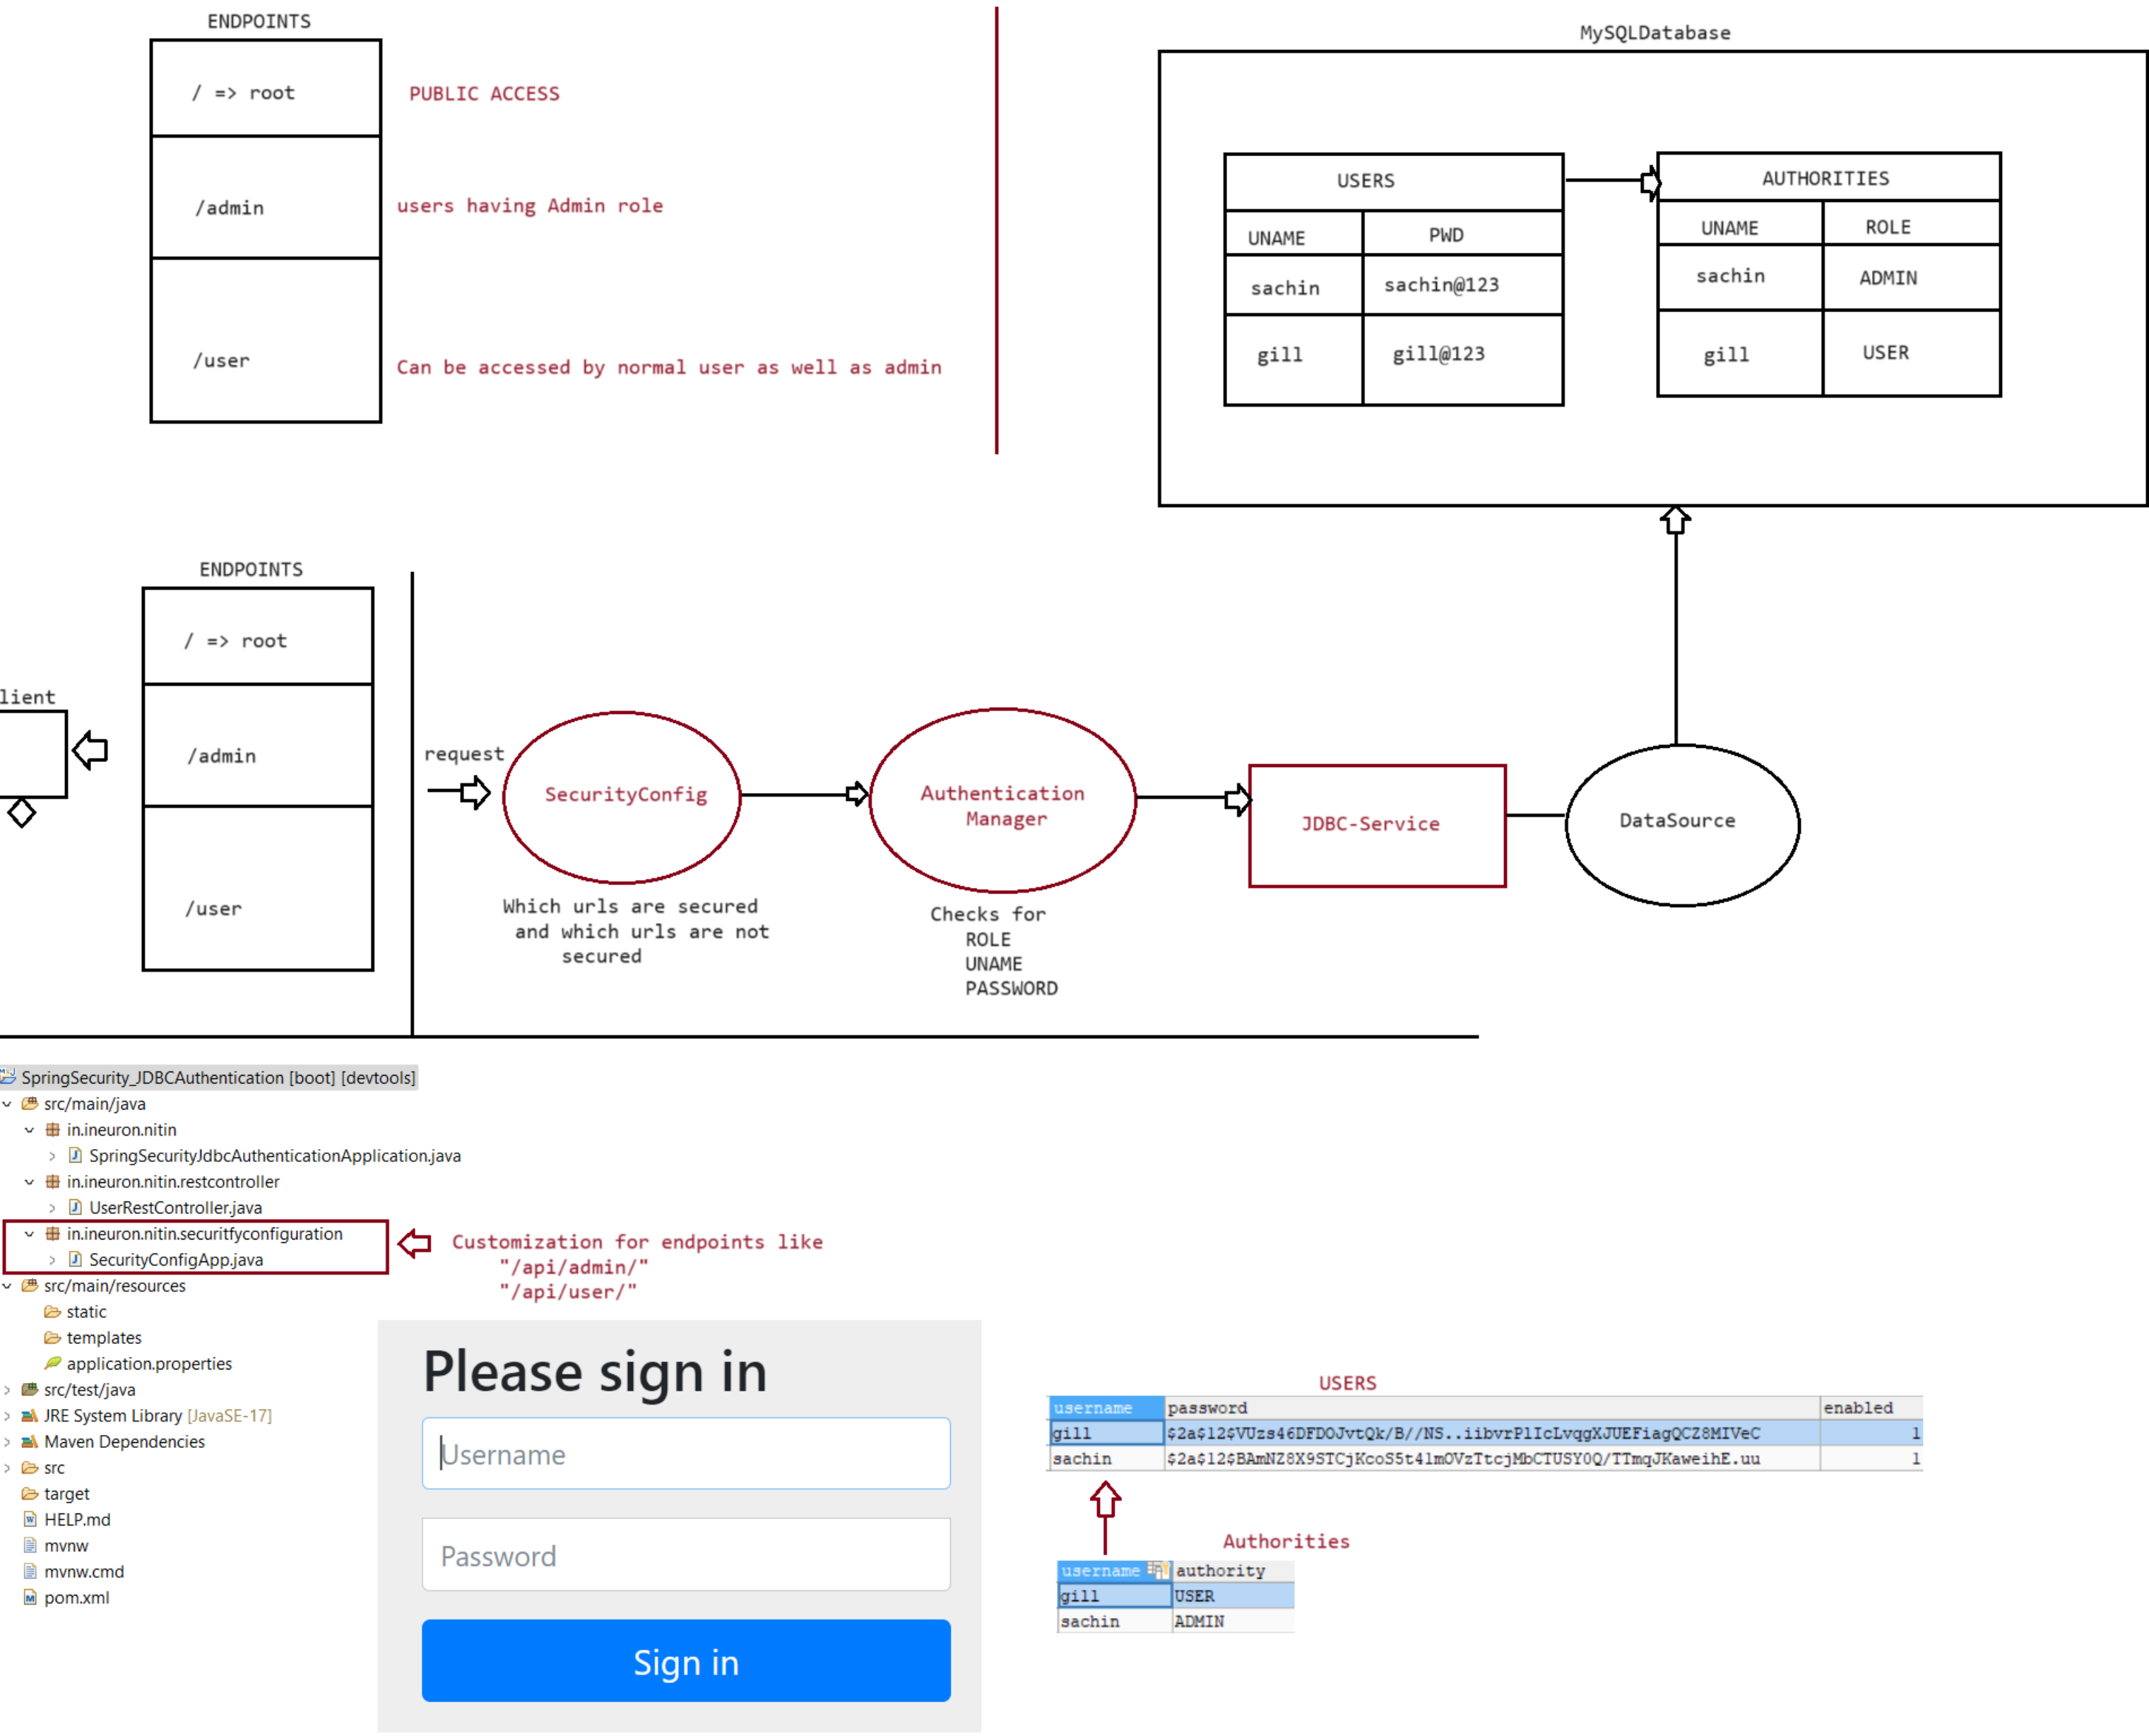 ENDPOINTS
/ => root
PUBLIC ACCESS
/admin
users having Admin role
/user
Can be accessed by normal user as well as admin
MySQLDatabase
USERS
UNAME PWD
sachin sachin@123
gill gill@123
AUTHORITIES
UNAME ROLE
sachin ADMIN
gill USER
ENDPOINTS
/ => root
/admin
/user
lient
request
SecurityConfig
Which urls are secured
and which urls are not
secured
Authentication
Manager
Checks for
ROLE
UNAME
PASSWORD
JDBC-Service
DataSource
SpringSecurity_JDBCAuthentication [boot] [devtools]
src/main/java
in.ineuron.nitin
SpringSecurityJdbcAuthenticationApplication.java
in.ineuron.nitin.restcontroller
UserRestController.java
in.ineuron.nitin.securitfyconfiguration
SecurityConfigApp.java
src/main/resources
static
templates
application.properties
src/test/java
JRE System Library [JavaSE-17]
Maven Dependencies
src
target
HELP.md
mvnw
mvnw.cmd
pom.xml
Customization for endpoints like
"/api/admin/"
"/api/user/"
Please sign in
Username
Password
Sign in
USERS
username password enabled
gill $2a$12$VUzs46DFDOJvtQk/B//NS..iibvrPlIcLvqgXJUEFiagQCZ8MIVeC 1
sachin $2a$12$BAmNZ8X9STCjKcoS5t4lmOVzTtcjMbCTUSY0Q/TTmqJKaweihE.uu 1
Authorities
username authority
gill USER
sachin ADMIN